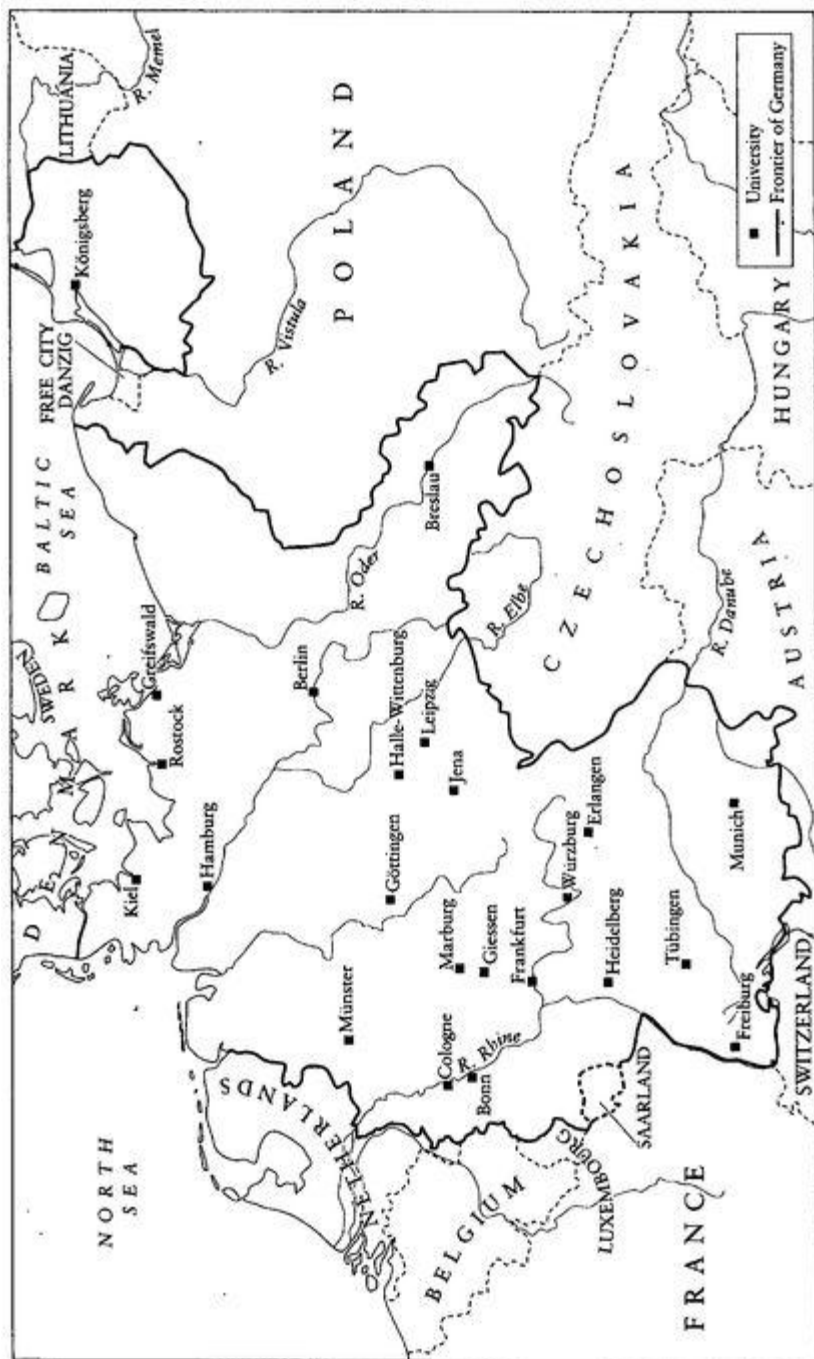 NORTH
SEA
DENMARK
SWEDEN
BALTIC
SEA
FREE CITY
DANZIG
LITHUANIA
R. Memel
Königsberg
Kiel
Rostock
Greifswald
Hamburg
NETHERLANDS
Münster
Berlin
R. Vistula
POLAND
Göttingen
Halle-Wittenburg
Leipzig
R. Oder
Breslau
Cologne
Bonn
R. Rhine
Marburg
Giessen
Jena
BELGIUM
Frankfurt
R. Elbe
LUXEMBOURG
Würzburg
Erlangen
CZECHOSLOVAKIA
SAARLAND
Heidelberg
Tübingen
FRANCE
Freiburg
Munich
R. Danube
SWITZERLAND
AUSTRIA
HUNGARY
University
Frontier of Germany